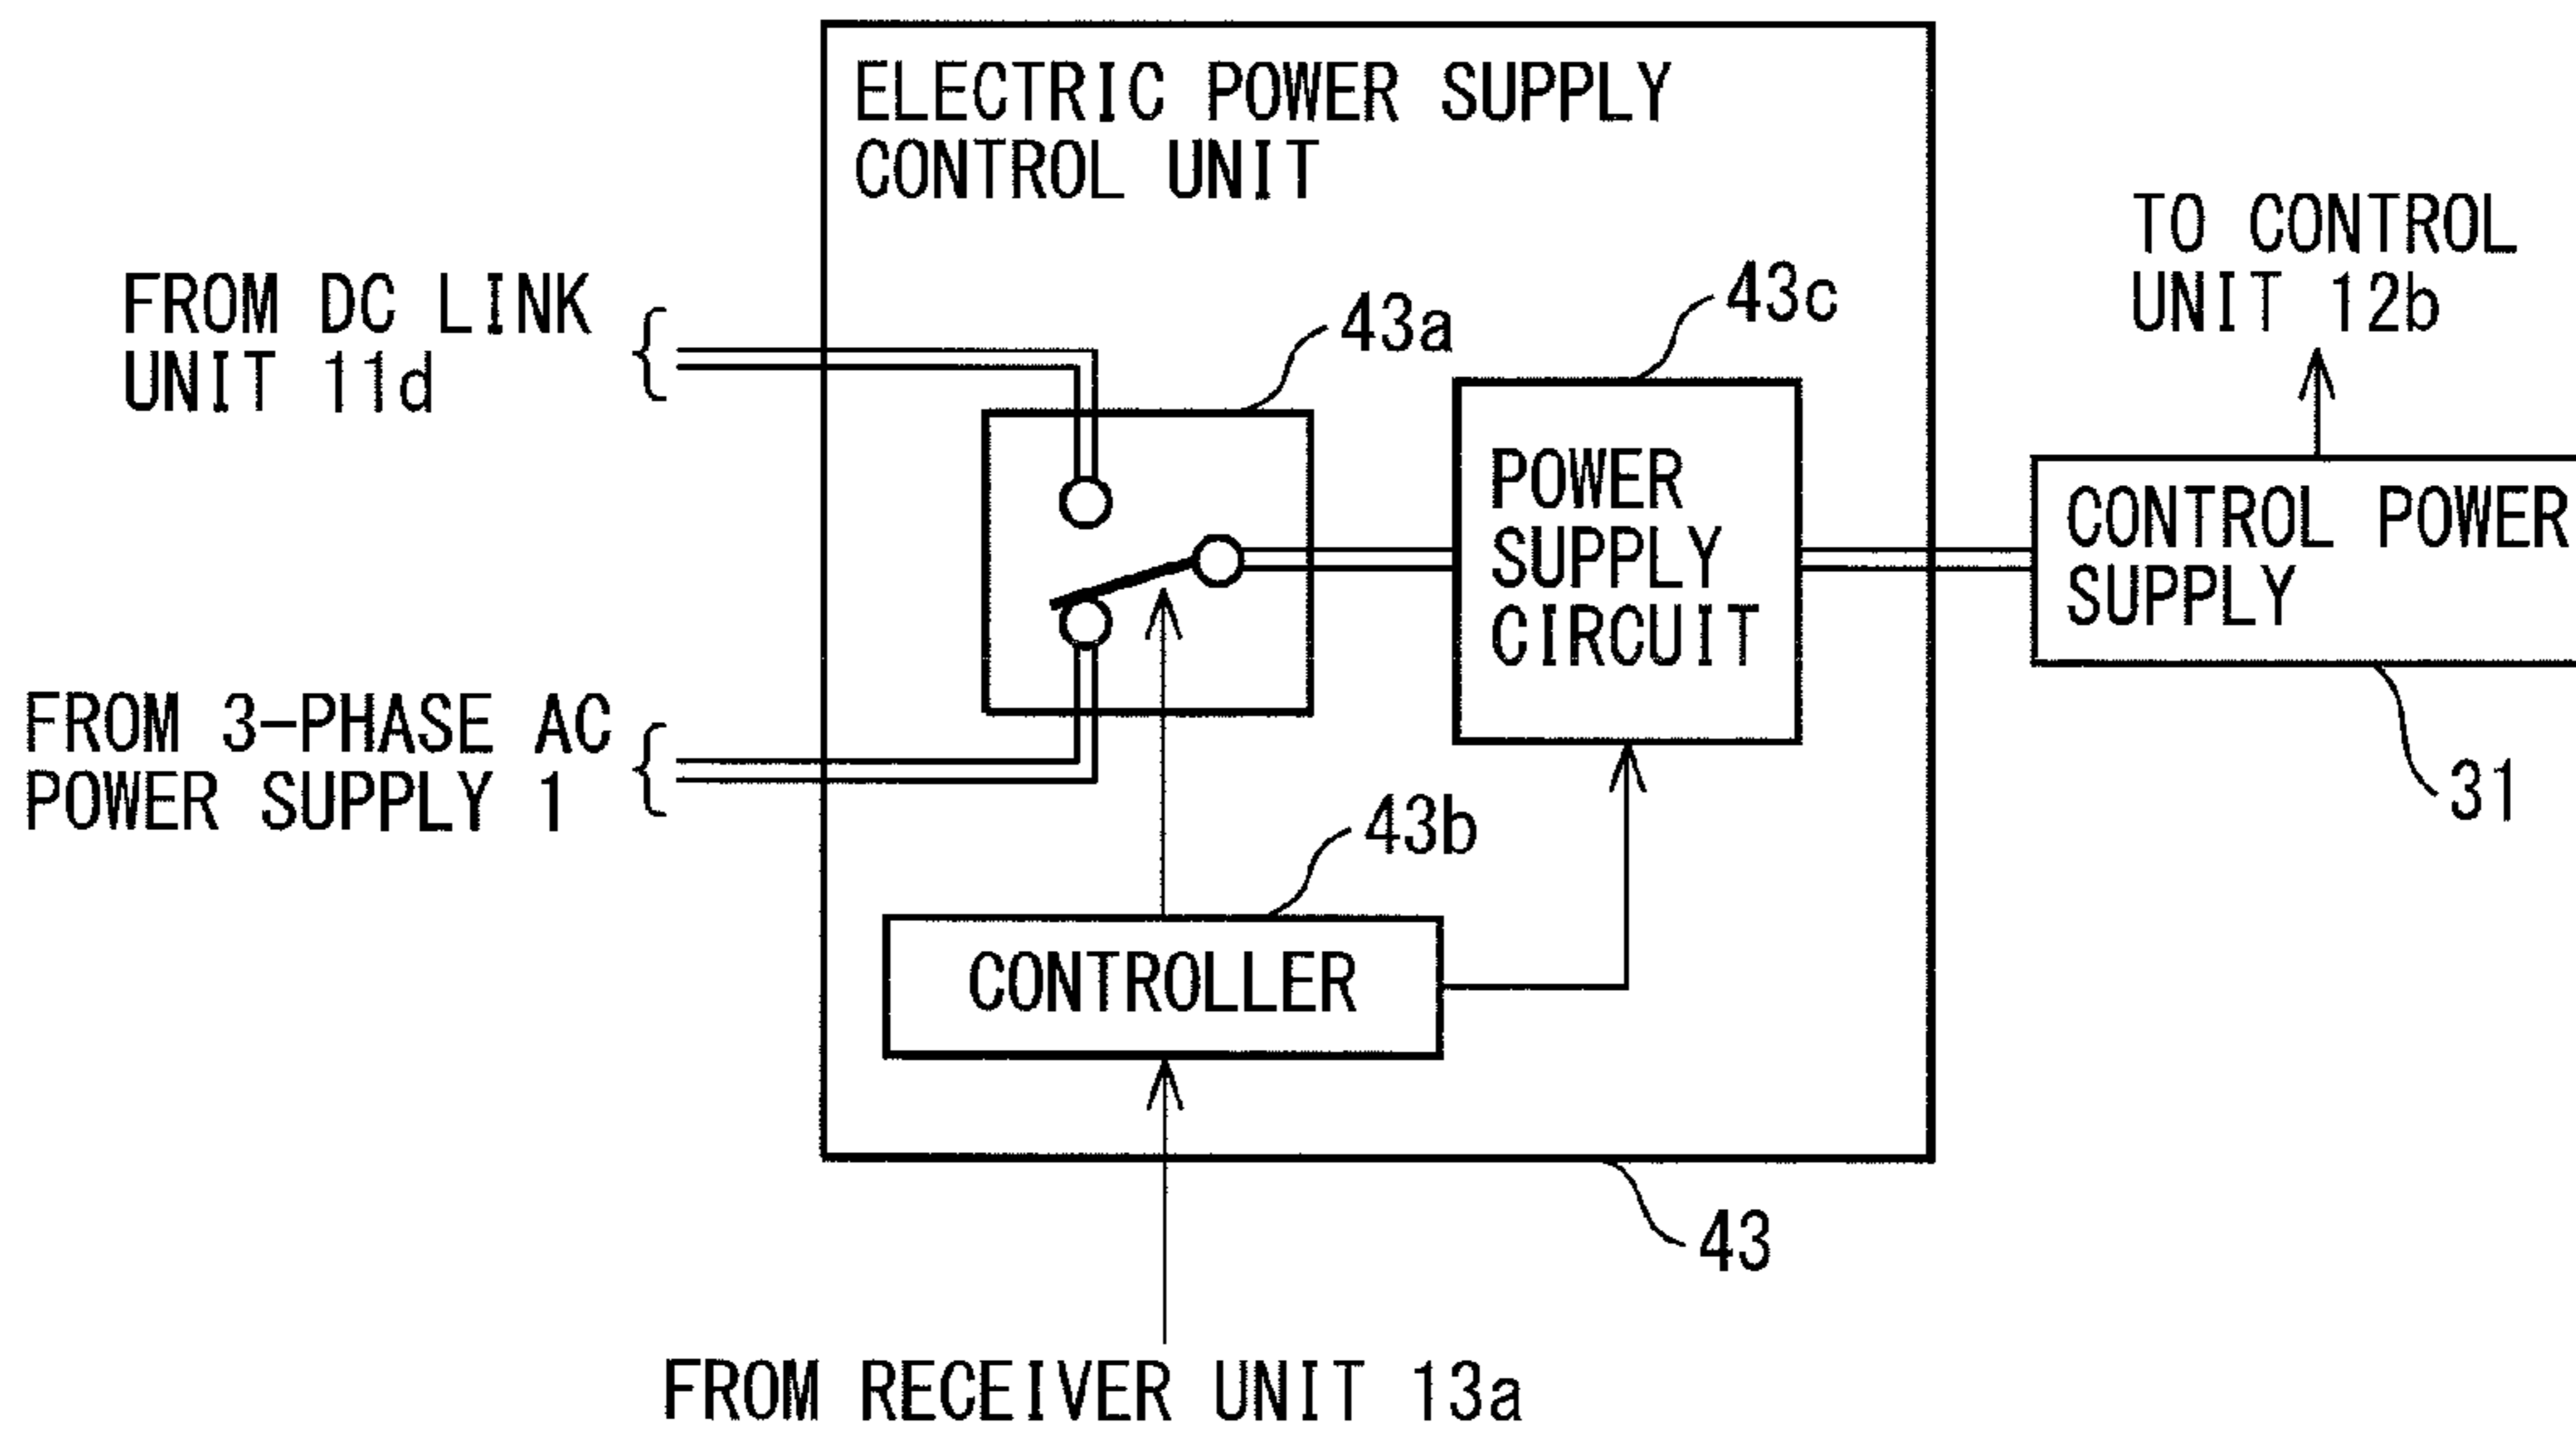 ELECTRIC POWER SUPPLY
CONTROL UNIT
TO CONTROL
UNIT 12b
FROM DC LINK
UNIT 11d
43a
43c
POWER
SUPPLY
CIRCUIT
CONTROL POWER
SUPPLY
FROM 3-PHASE AC
POWER SUPPLY 1
31
43b
CONTROLLER
43
FROM RECEIVER UNIT 13a